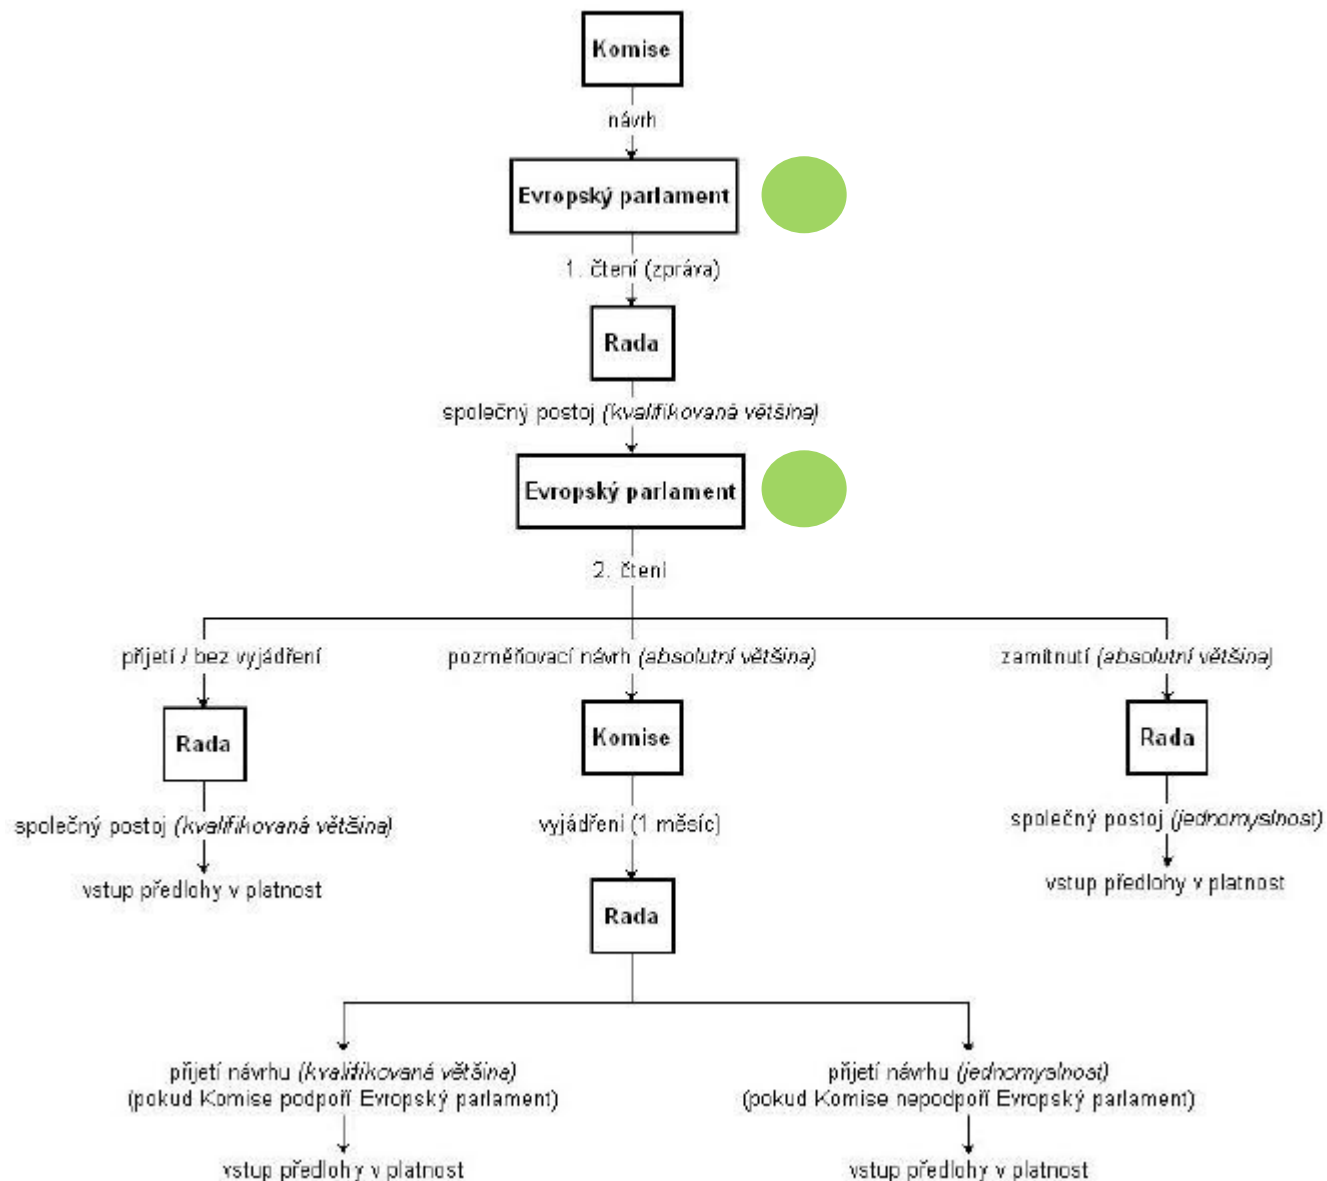 Komise
návrh
Evropský parlament
1. čtení (zpráva)
Rada
společný postoj (kvalifikovaná většina)
Evropský parlament
2. čtení
přijetí / bez vyjádření
pozměňovací návrh (absolutní většina)
zamítnutí (absolutní většina)
Rada
Komise
Rada
společný postoj (kvalifikovaná většina)
vyjádření (1 měsíc)
společný postoj (jednomyslnost)
vstup předlohy v platnost
vstup předlohy v platnost
Rada
přijetí návrhu (kvalifikovaná většina)
(pokud Komise podpoří Evropský parlament)
přijetí návrhu (jednomyslnost)
(pokud Komise nepodpoří Evropský parlament)
vstup předlohy v platnost
vstup předlohy v platnost